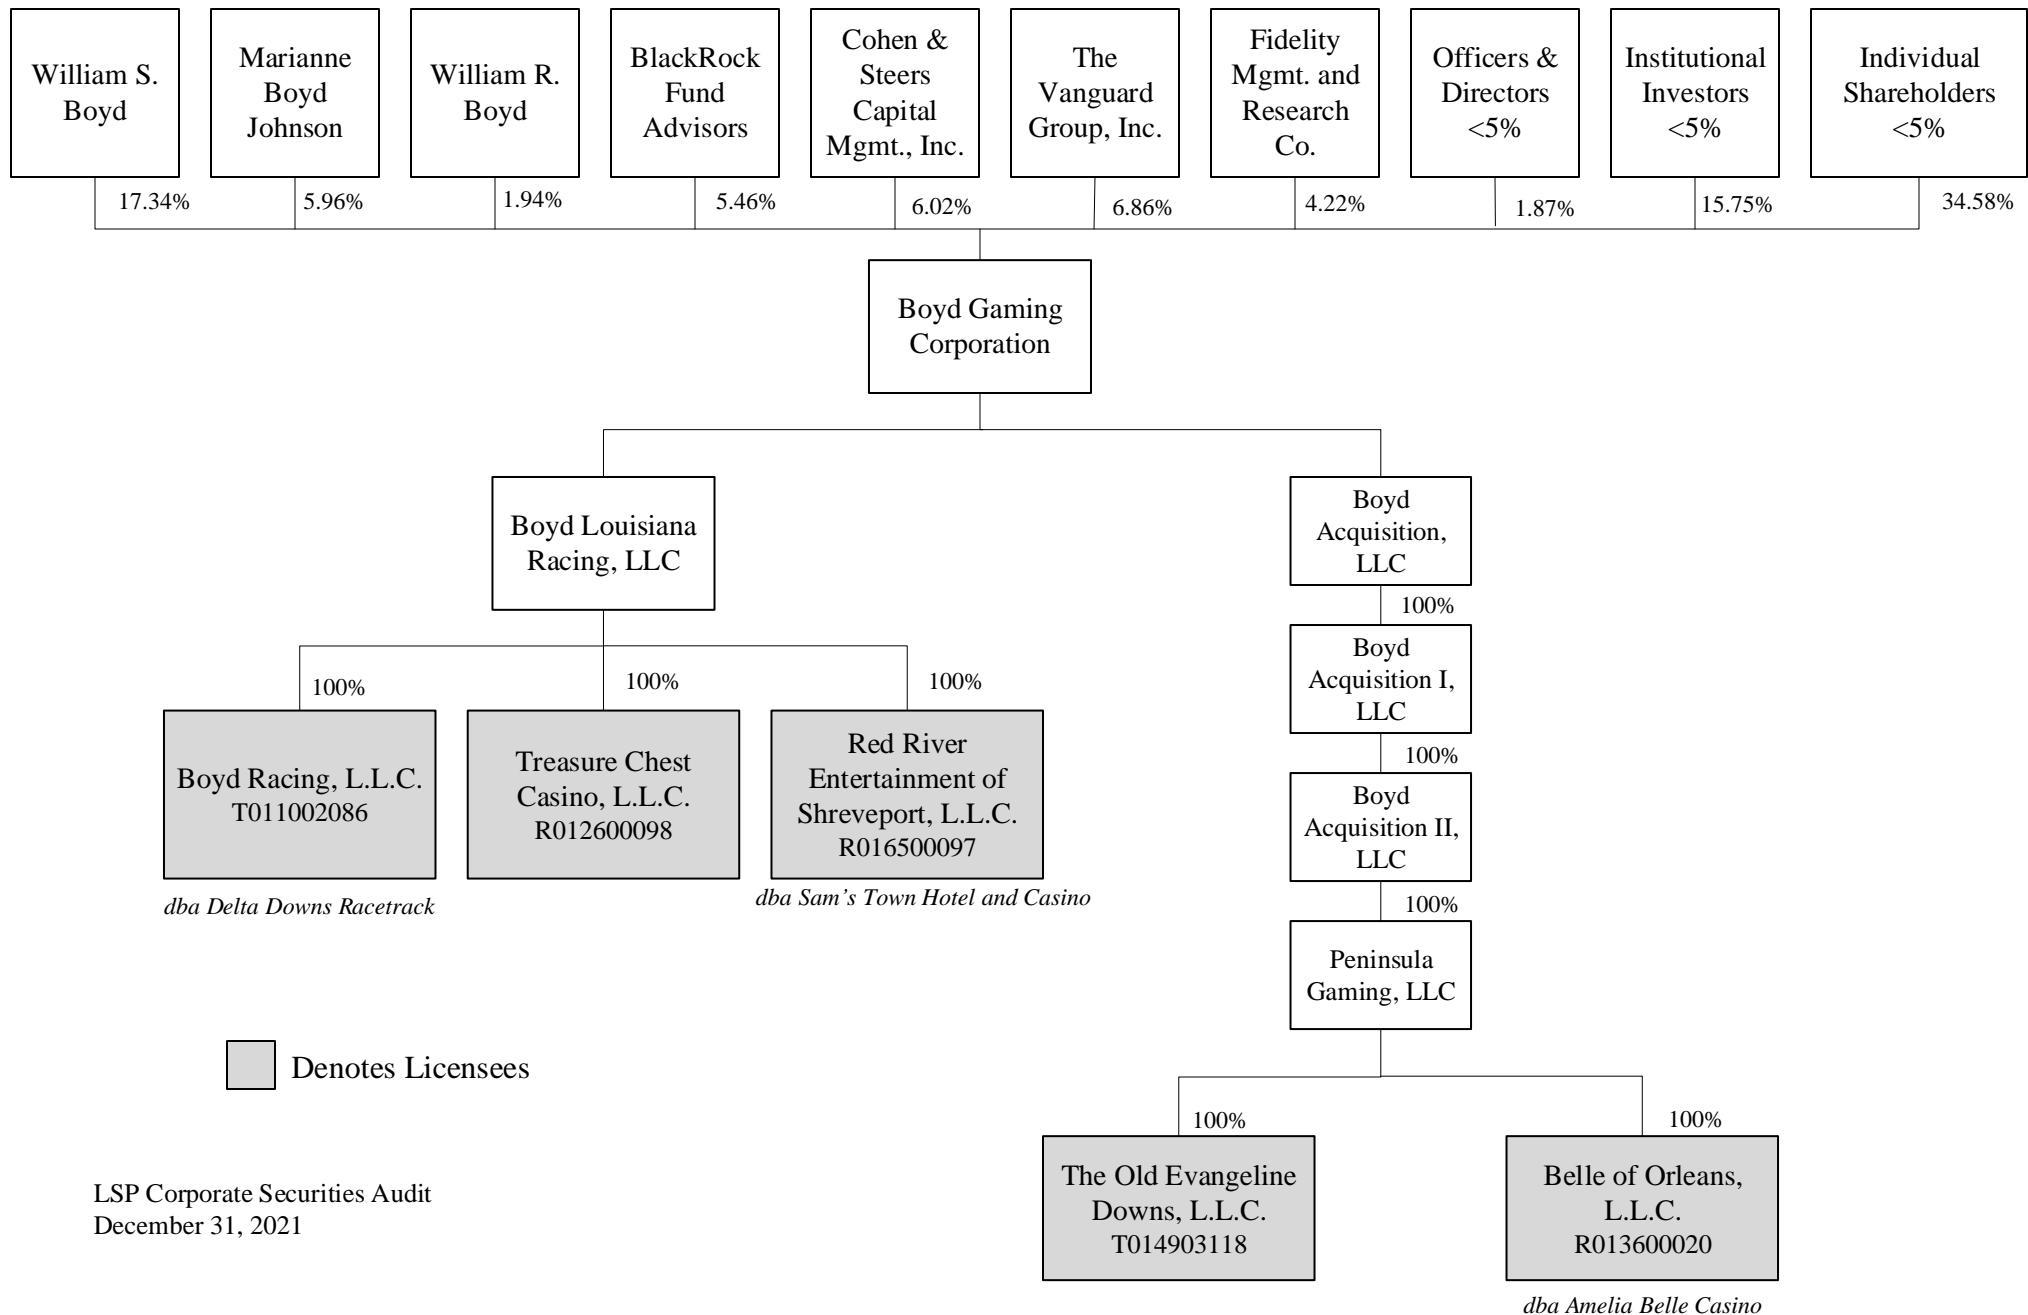 William S.
Boyd
Marianne
Boyd
Johnson
William R.
Boyd
BlackRock
Fund
Advisors
Cohen &
Steers
Capital
Mgmt., Inc.
The
Vanguard
Group, Inc.
Fidelity
Mgmt. and
Research
Co.
Officers &
Directors
<5%
Institutional
Investors
<5%
Individual
Shareholders
<5%
17.34%
5.96%
1.94%
5.46%
6.02%
6.86%
4.22%
1.87%
15.75%
34.58%
Boyd Gaming
Corporation
Boyd Louisiana
Racing, LLC
Boyd
Acquisition,
LLC
100%
Boyd
Acquisition I,
LLC
100%
Boyd
Acquisition II,
LLC
100%
Peninsula
Gaming, LLC
100%
100%
100%
Boyd Racing, L.L.C.
T011002086
dba Delta Downs Racetrack
Treasure Chest
Casino, L.L.C.
R012600098
Red River
Entertainment of
Shreveport, L.L.C.
R016500097
dba Sam's Town Hotel and Casino
Denotes Licensees
100%
100%
The Old Evangeline
Downs, L.L.C.
T014903118
Belle of Orleans,
L.L.C.
R013600020
dba Amelia Belle Casino
LSP Corporate Securities Audit
December 31, 2021